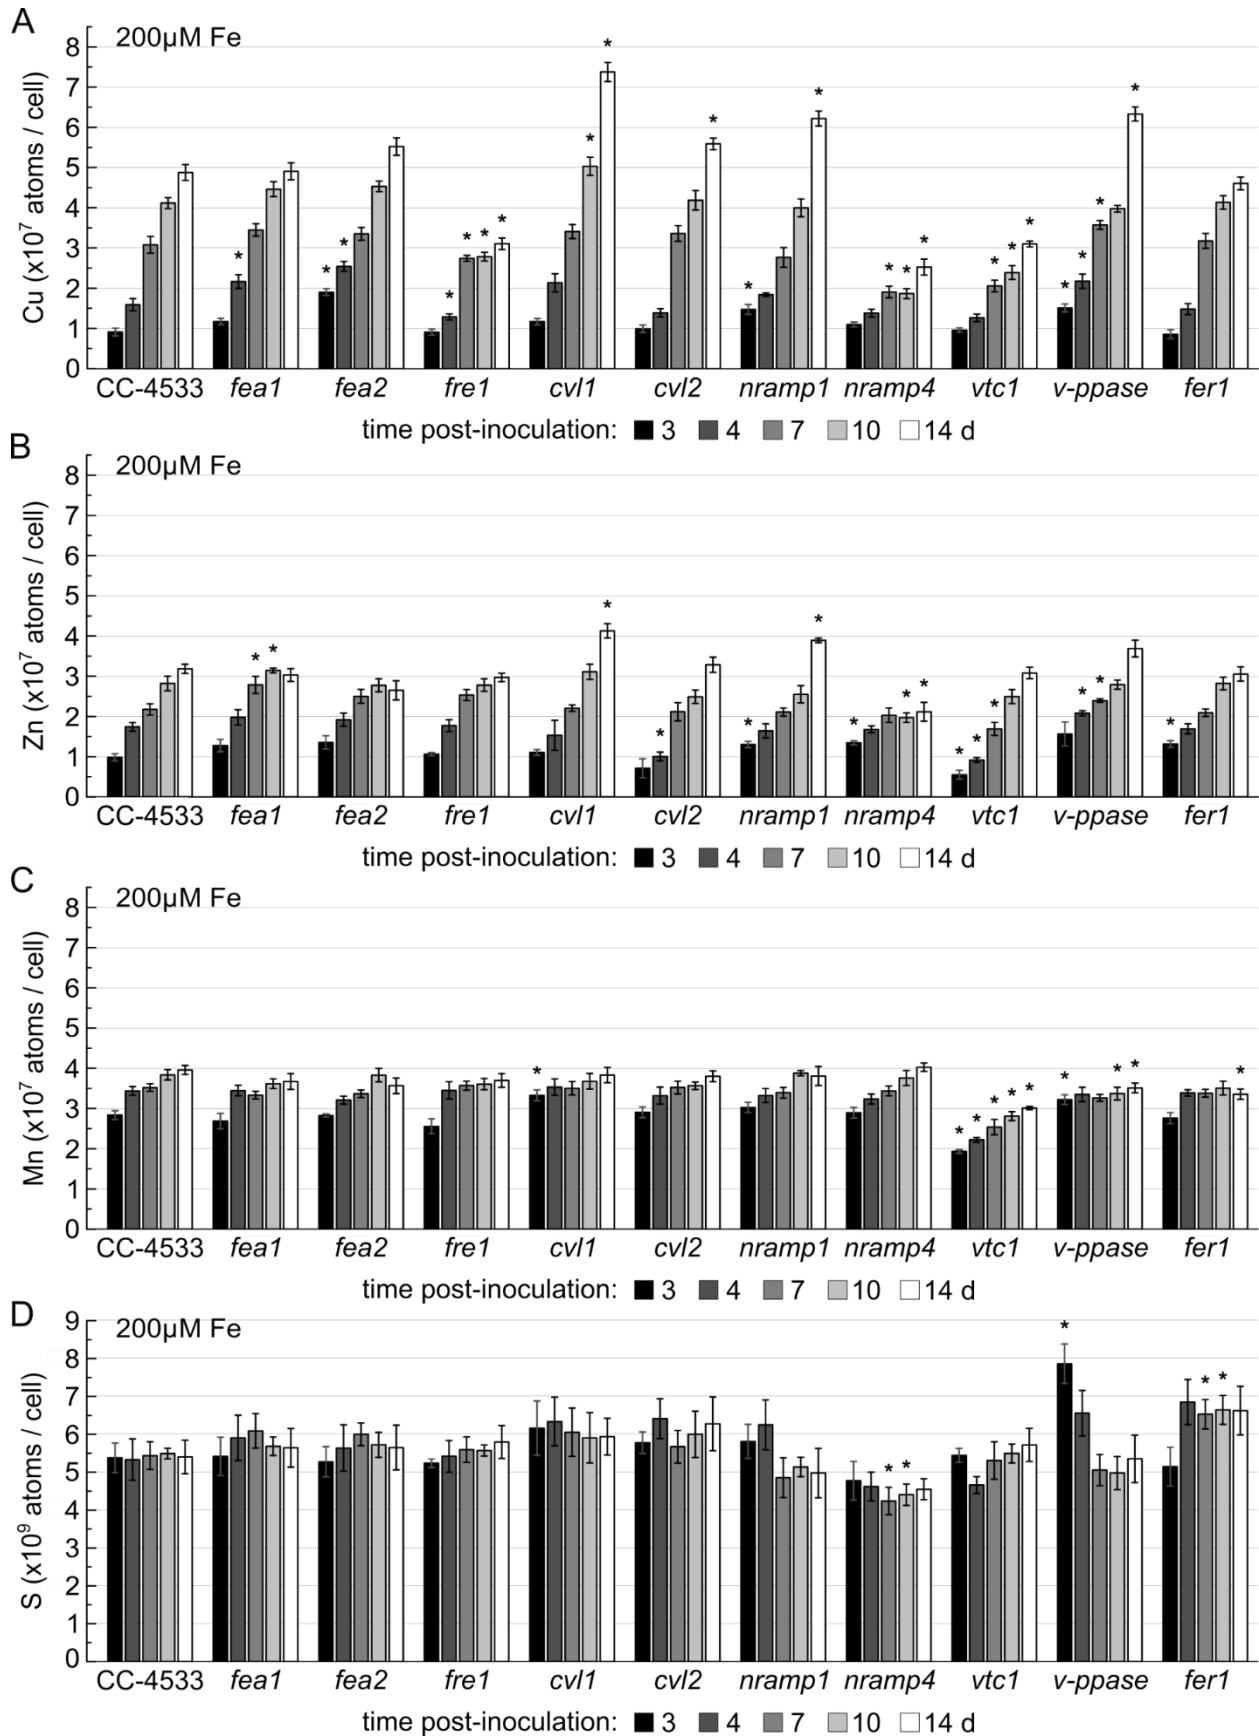 A
200µM Fe
Cu (x10⁷ atoms / cell)
8
7
6
5
4
3
2
1
0
* * * * * * * * * * * * * * * * * * * * * *
CC-4533 fea1 fea2 fre1 cvl1 cvl2 nramp1 nramp4 vtc1 v-ppase fer1
time post-inoculation: 3 4 7 10 14 d
B
200µM Fe
Zn (x10⁷ atoms / cell)
8
7
6
5
4
3
2
1
0
* * * * * * * * * * * * * *
CC-4533 fea1 fea2 fre1 cvl1 cvl2 nramp1 nramp4 vtc1 v-ppase fer1
time post-inoculation: 3 4 7 10 14 d
C
200µM Fe
Mn (x10⁷ atoms / cell)
8
7
6
5
4
3
2
1
0
* * * * * * * * * *
CC-4533 fea1 fea2 fre1 cvl1 cvl2 nramp1 nramp4 vtc1 v-ppase fer1
time post-inoculation: 3 4 7 10 14 d
D
200µM Fe
S (x10⁹ atoms / cell)
9
8
7
6
5
4
3
2
1
0
* * * * *
CC-4533 fea1 fea2 fre1 cvl1 cvl2 nramp1 nramp4 vtc1 v-ppase fer1
time post-inoculation: 3 4 7 10 14 d